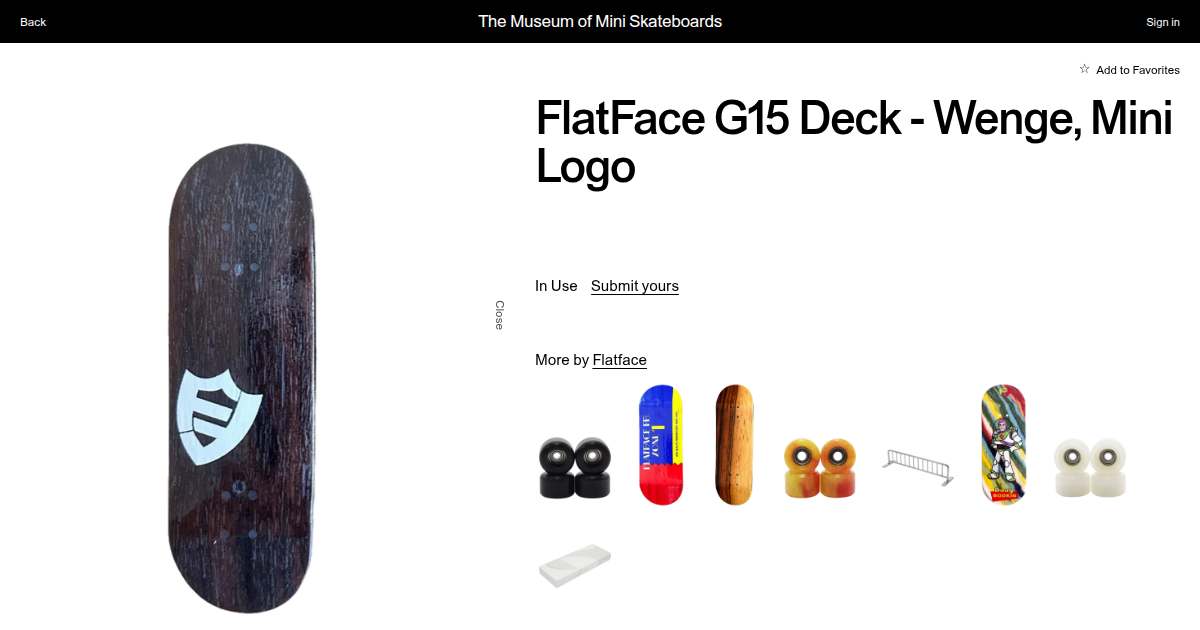 Back
The Museum of Mini Skateboards
Sign in
☆ Add to Favorites
FlatFace G15 Deck - Wenge, Mini
Logo
In Use Submit yours
Close
More by Flatface